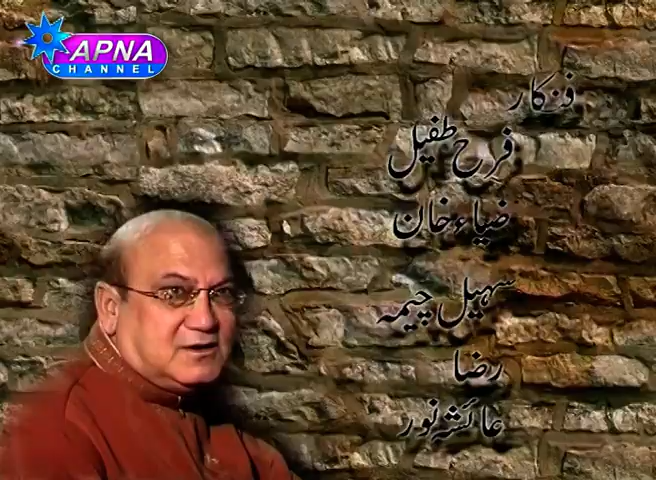 APNA
CHANNEL
فنکار
فرح طفیل
ضیاء خان
سہیل چیمہ
رضا
عائشہ نور